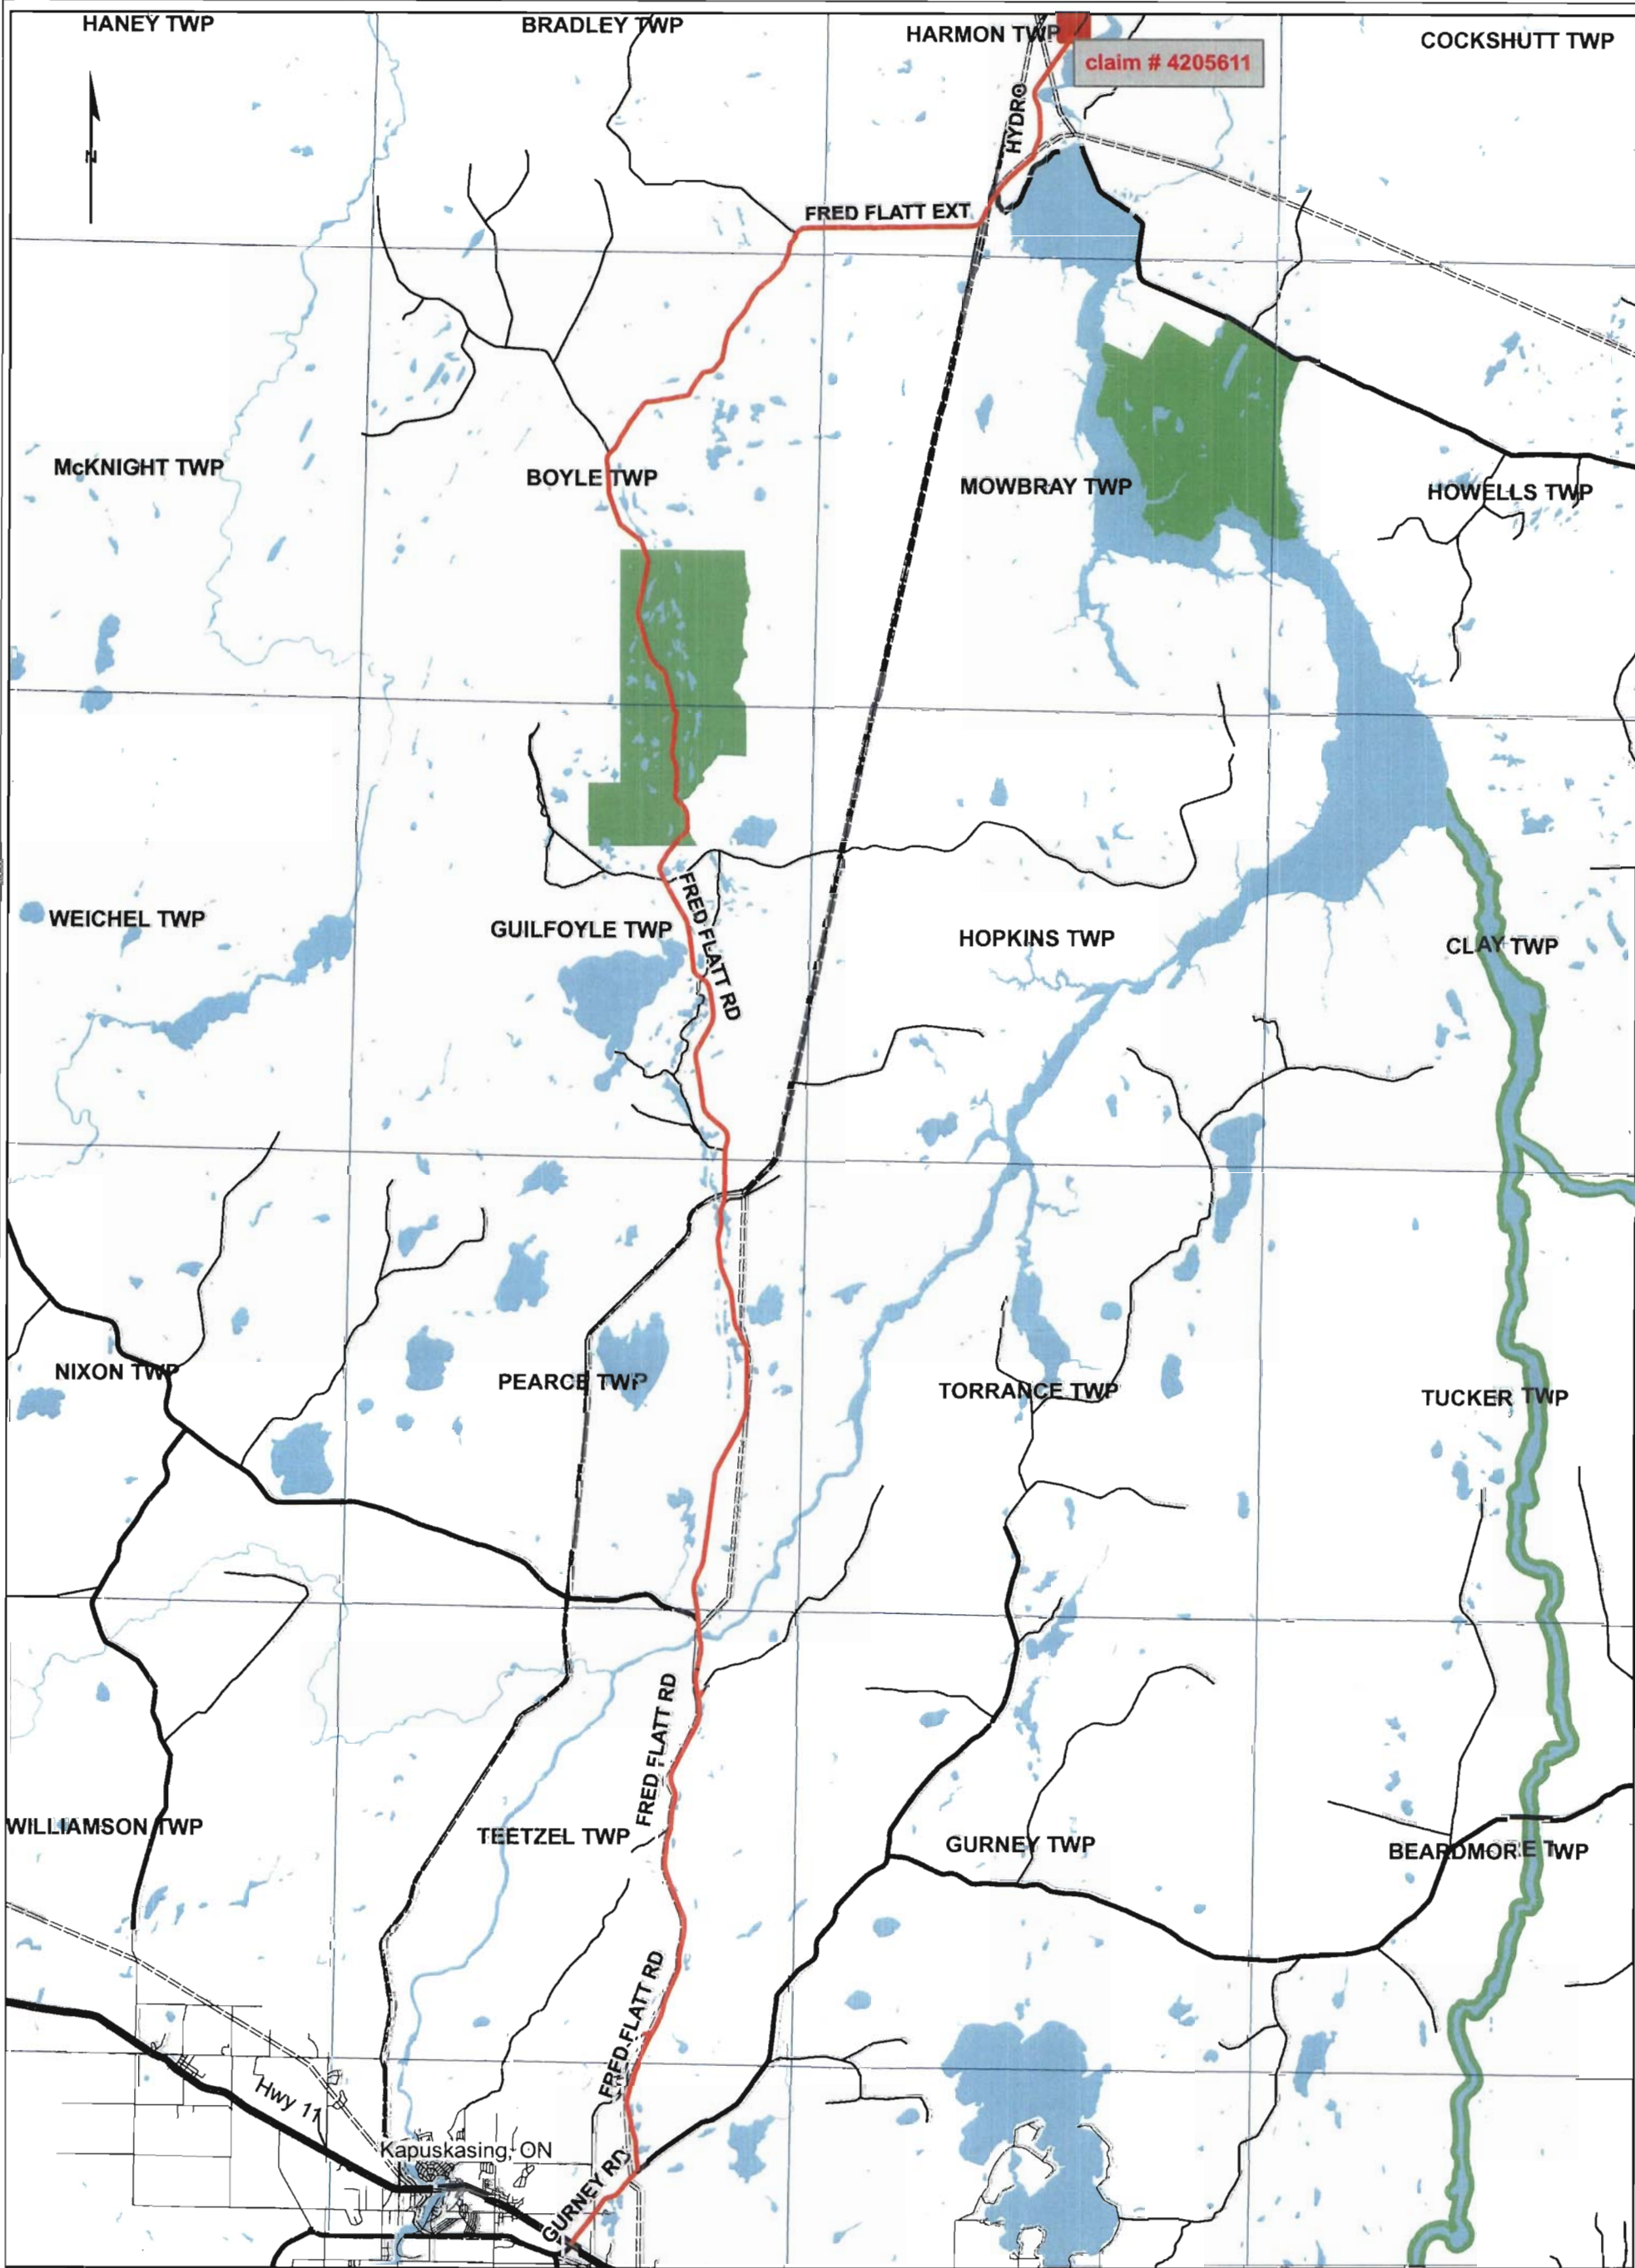 HANEY TWP
BRADLEY TWP
HARMON TWP
COCKSHUTT TWP
claim # 4205611
HYDRO
N
FRED FLATT EXT
McKNIGHT TWP
BOYLE TWP
MOWBRAY TWP
HOWELLS TWP
FRED FLATT RD
WEICHEL TWP
GUILFOYLE TWP
HOPKINS TWP
CLAY TWP
NIXON TWP
PEARCE TWP
TORRANCE TWP
TUCKER TWP
FRED FLATT RD
WILLIAMSON TWP
TEETZEL TWP
GURNEY TWP
BEARDMORE TWP
FRED FLATT RD
Hwy 11
Kapuskasing, ON
GURNEY RD